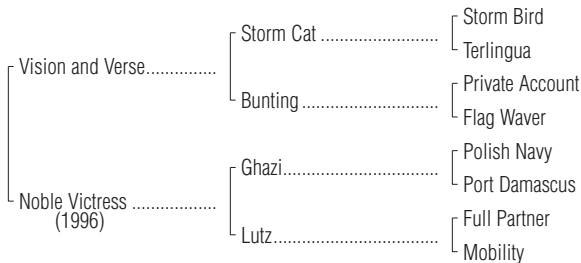 Storm Bird
Storm Cat ........................
Terlingua
Vision and Verse...............
Private Account
Bunting ............................
Flag Waver
Polish Navy
Ghazi................................
Port Damascus
Noble Victress ..................
(1996)
Full Partner
Lutz..................................
Mobility